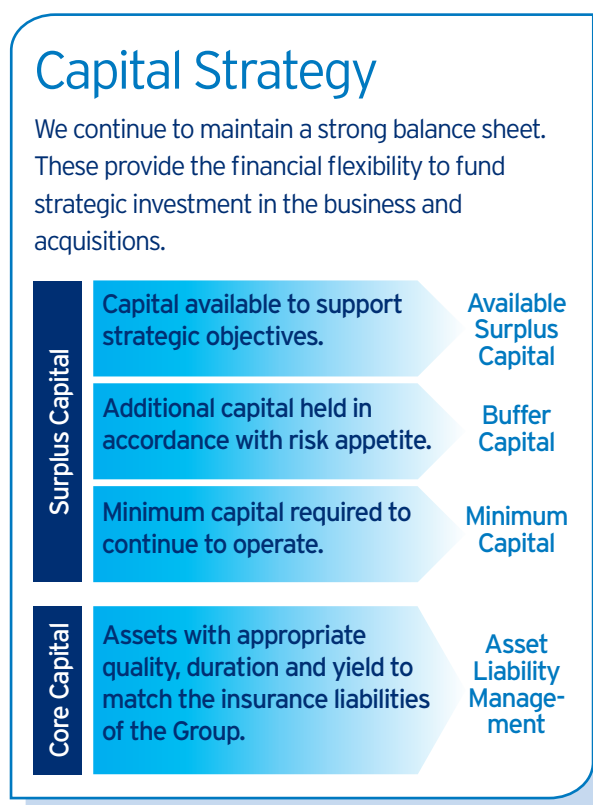 Capital Strategy
We continue to maintain a strong balance sheet.
These provide the financial flexibility to fund
strategic investment in the business and
acquisitions.
Surplus Capital
Capital available to support
strategic objectives.
Available
Surplus
Capital
Additional capital held in
accordance with risk appetite.
Buffer
Capital
Minimum capital required to
continue to operate.
Minimum
Capital
Core Capital
Assets with appropriate
quality, duration and yield to
match the insurance liabilities
of the Group.
Asset
Liability
Manage-
ment